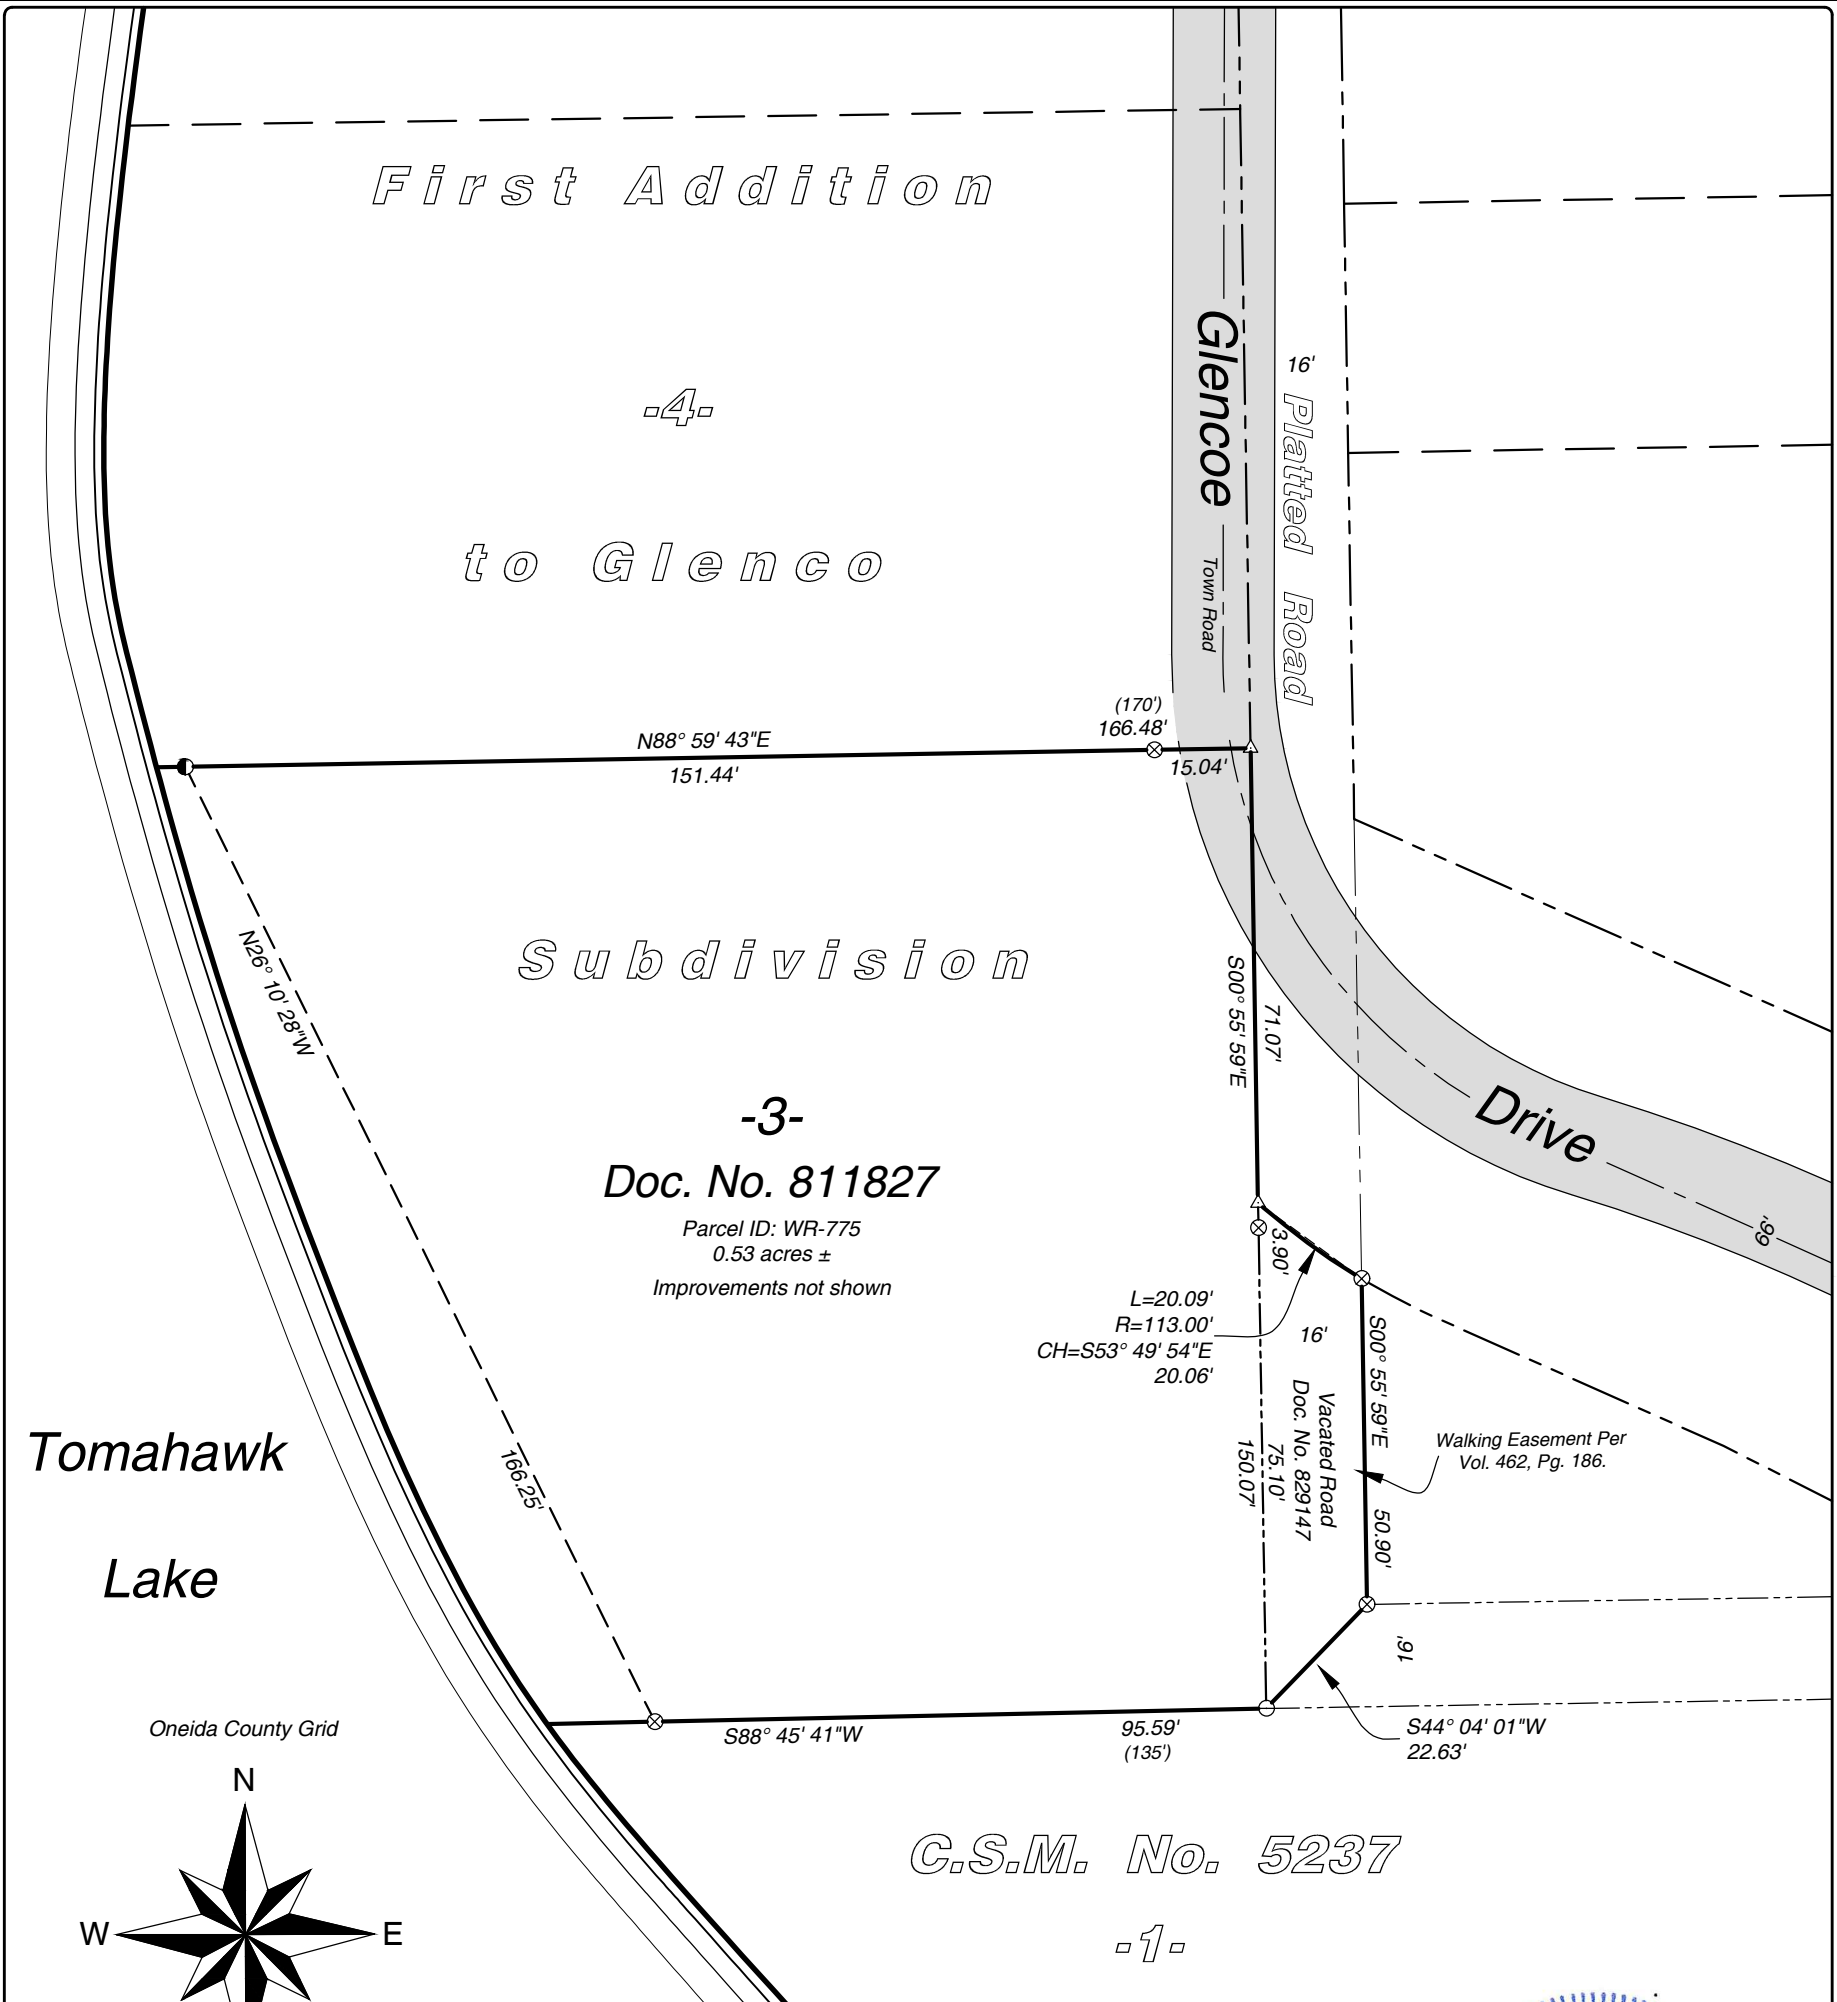 First Addition
-4-
to Glenco
Glencoe
Town Road
16'
Platted Road
(170')
166.48'
N88° 59' 43"E
151.44'
15.04'
N26° 10' 28"W
166.25'
Subdivision
S00° 55' 59"E
71.07'
-3-
Doc. No. 811827
Parcel ID: WR-775
0.53 acres ±
Improvements not shown
Drive
66'
3.90'
L=20.09'
R=113.00'
CH=S53° 49' 54"E
20.06'
16'
Vacated Road
Doc. No. 829147
75.10'
150.07'
S00° 55' 59"E
50.90'
Walking Easement Per
Vol. 462, Pg. 186.
Tomahawk
Lake
16'
S88° 45' 41"W
95.59'
(135')
S44° 04' 01"W
22.63'
Oneida County Grid
N
W
E
C.S.M. No. 5237
-1-